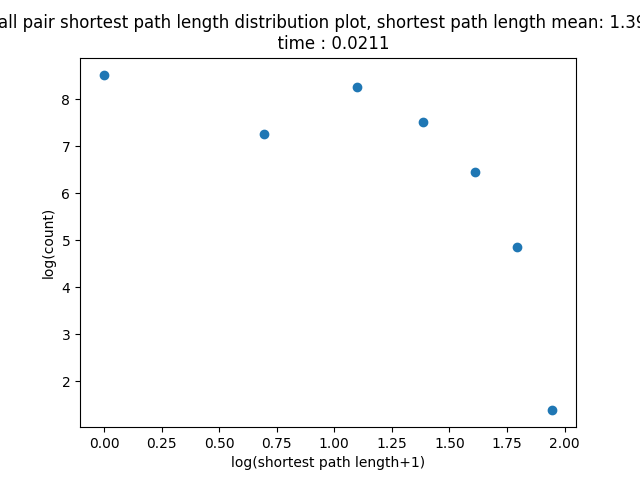 all pair shortest path length distribution plot, shortest path length mean: 1.39
time : 0.0211
log(count)
8
7
6
5
4
3
2
0.00 0.25 0.50 0.75 1.00 1.25 1.50 1.75 2.00
log(shortest path length+1)